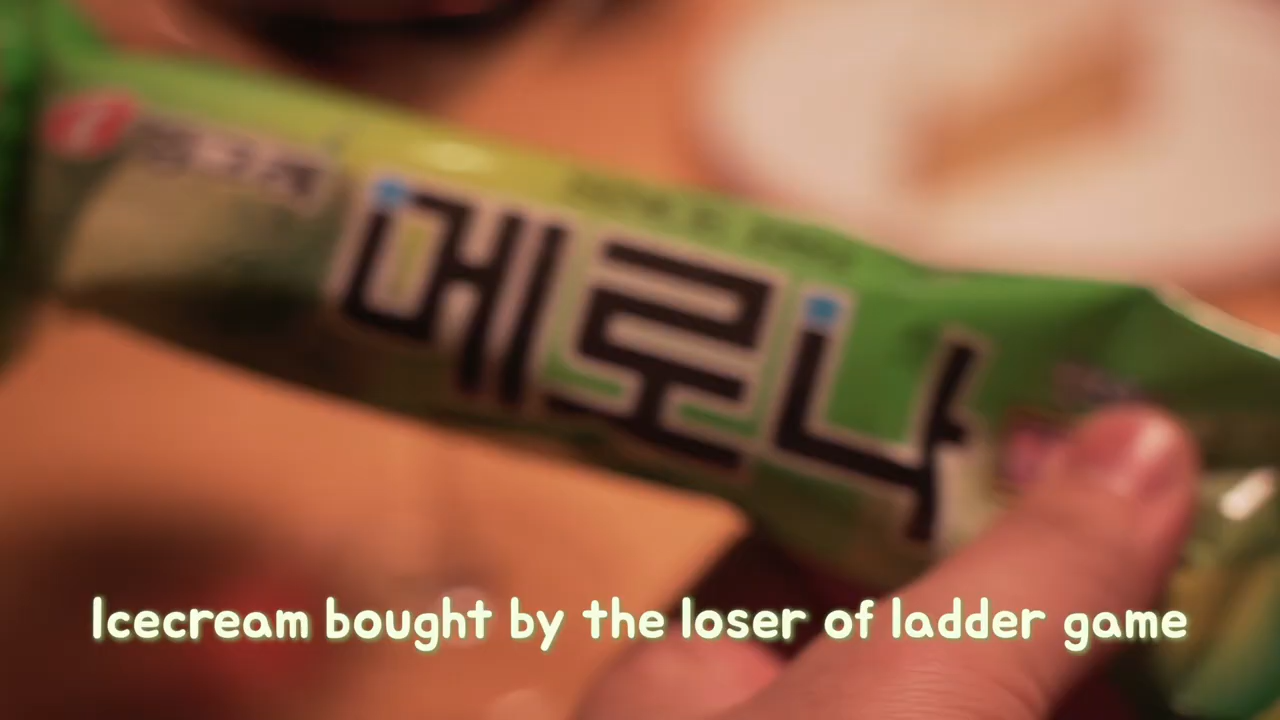 메로나
Icecream bought by the loser of ladder game